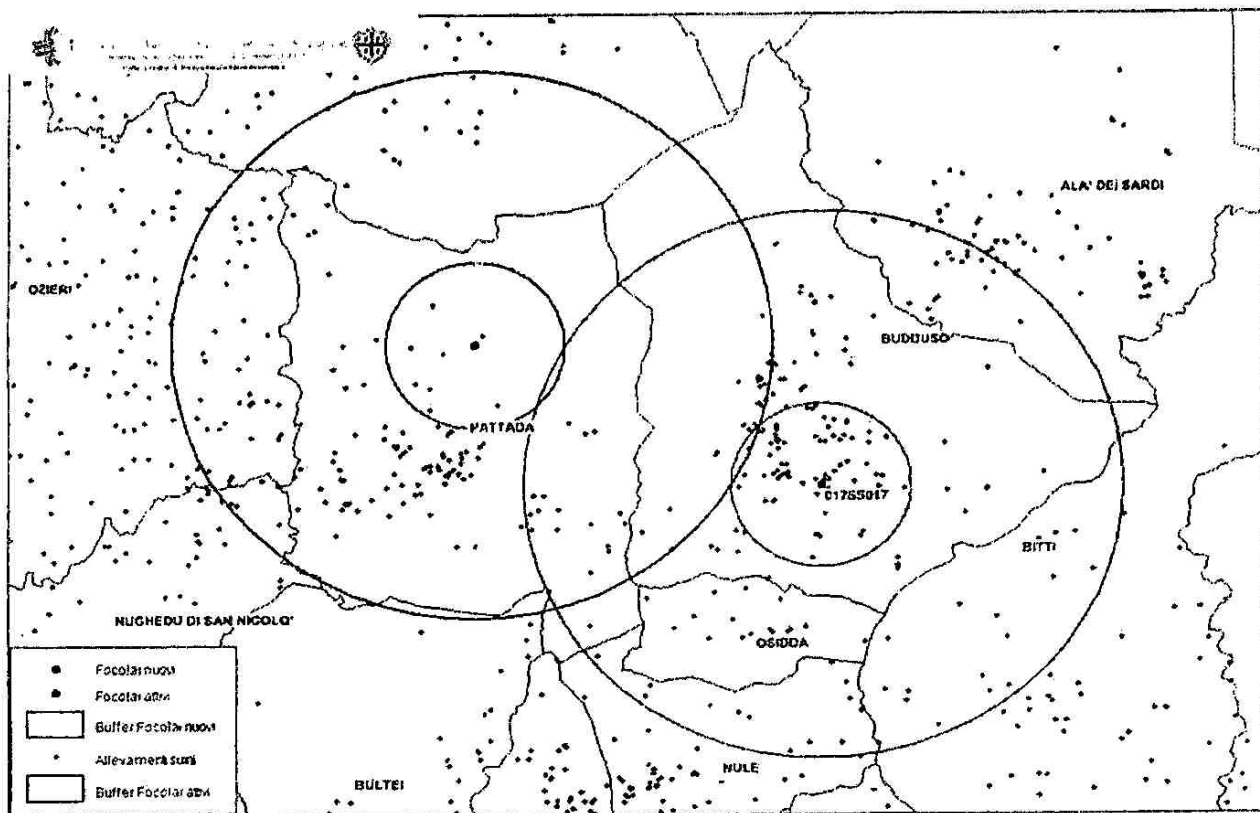 ALA' DEI SARDI
OZIERI
BUDDUSO
PATTADA
017SS017
BITTI
NUGHEDU DI SAN NICOLO'
OSIDDA
Focolai nuovi
Focolai attivi
Buffer Focolai nuovi
Allevamenti suini
Buffer Focolai attivi
BULTEI
NULE